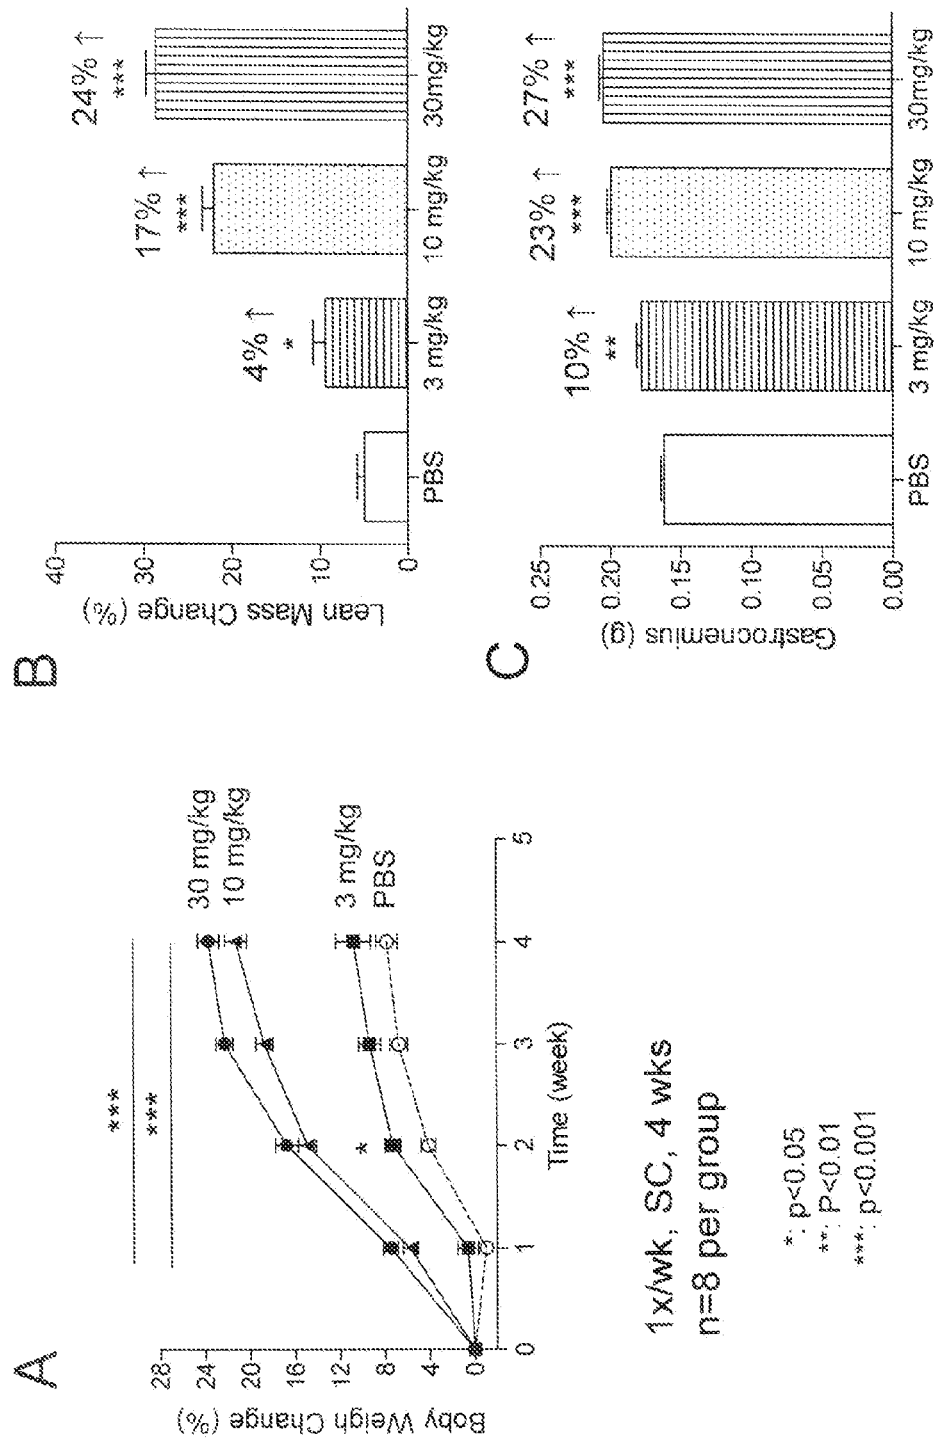 A
Boby Weigh Change (%)
28
24
20
16
12
8
4
0
***
***
*
30 mg/kg
10 mg/kg
3 mg/kg
PBS
0
1
2
3
4
5
Time (week)
1x/wk, SC, 4 wks
n=8 per group
*: p<0.05
**: P<0.01
***: p<0.001
B
Lean Mass Change (%)
40
30
20
10
0
4% ↑
*
17% ↑
***
24% ↑
***
PBS
3 mg/kg
10 mg/kg
30mg/kg
C
Gastrocnemius (g)
0.25
0.20
0.15
0.10
0.05
0.00
10% ↑
**
23% ↑
***
27% ↑
***
PBS
3 mg/kg
10 mg/kg
30mg/kg